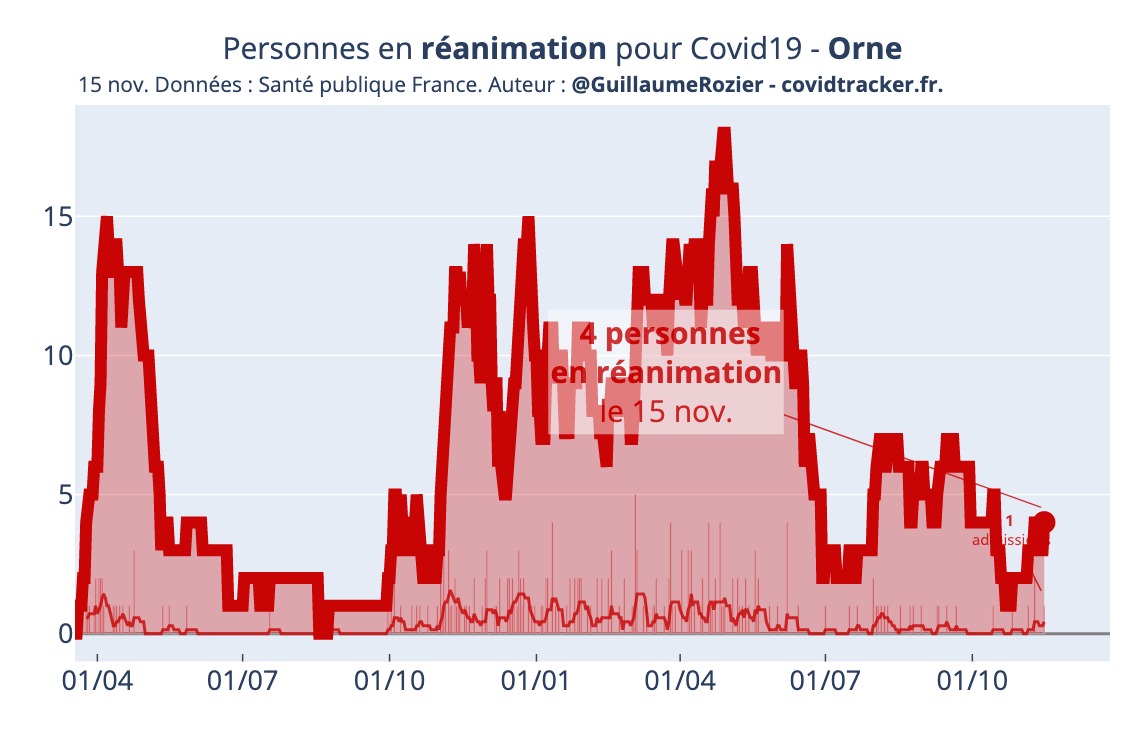 Personnes en réanimation pour Covid19 - Orne
15 nov. Données : Santé publique France. Auteur : @GuillaumeRozier - covidtracker.fr.
15
10
5
0
4 personnes
en réanimation
le 15 nov.
1
admissions
01/04
01/07
01/10
01/01
01/04
01/07
01/10